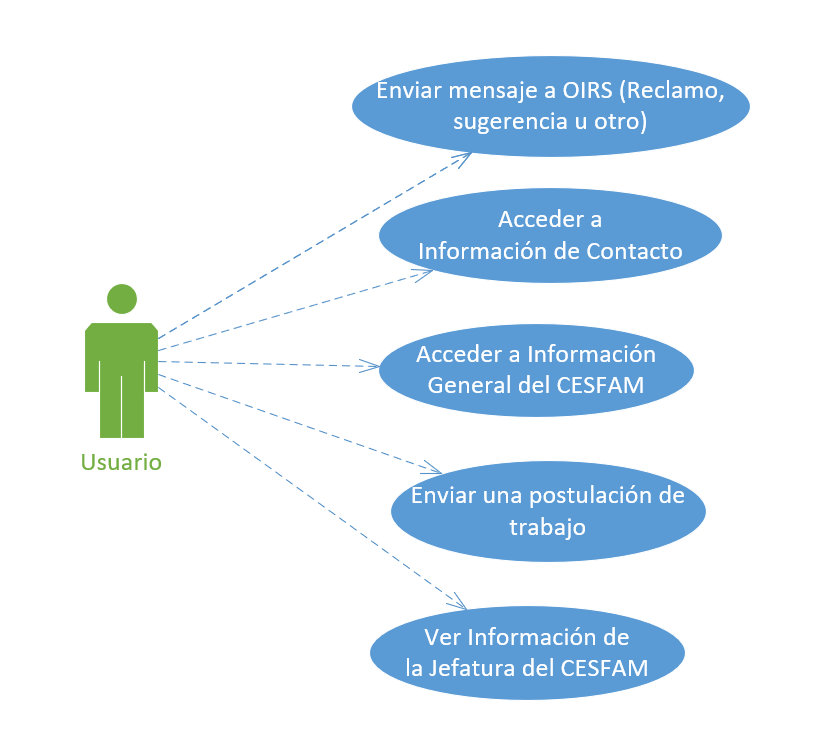 Enviar mensaje a OIRS (Reclamo,
sugerencia u otro)
Acceder a
Información de Contacto
Acceder a Información
General del CESFAM
Usuario
Enviar una postulación de
trabajo
Ver Información de
la Jefatura del CESFAM